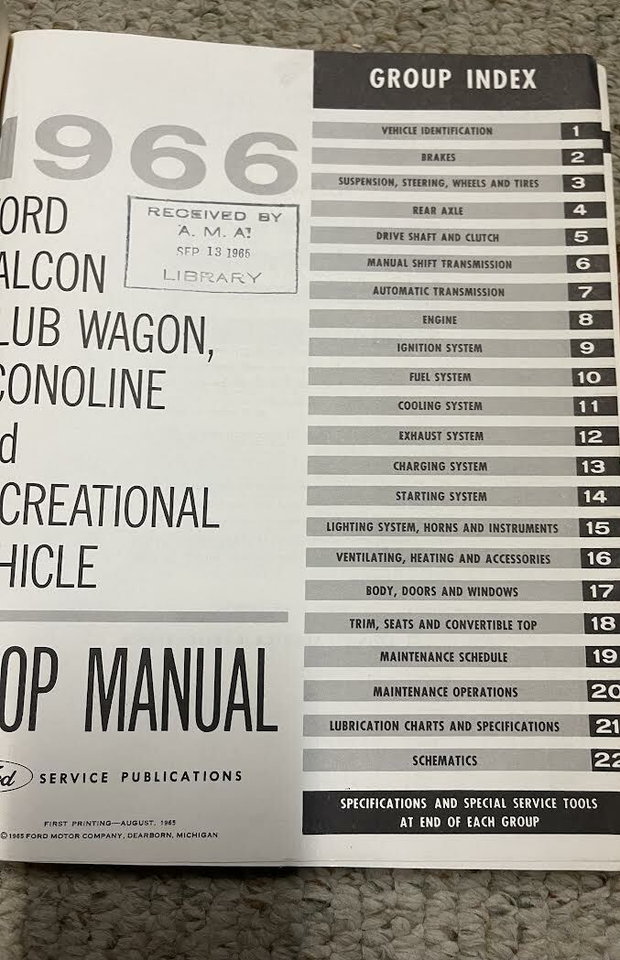 1966
ORD
ALCON
LUB WAGON,
CONOLINE
d
CREATIONAL
HICLE
OP MANUAL
RECEIVED BY
A. M. A.
SEP 13 1965
LIBRARY
SERVICE PUBLICATIONS
FIRST PRINTING—AUGUST, 1965
©1965 FORD MOTOR COMPANY, DEARBORN, MICHIGAN
GROUP INDEX
VEHICLE IDENTIFICATION 1
BRAKES 2
SUSPENSION, STEERING, WHEELS AND TIRES 3
REAR AXLE 4
DRIVE SHAFT AND CLUTCH 5
MANUAL SHIFT TRANSMISSION 6
AUTOMATIC TRANSMISSION 7
ENGINE 8
IGNITION SYSTEM 9
FUEL SYSTEM 10
COOLING SYSTEM 11
EXHAUST SYSTEM 12
CHARGING SYSTEM 13
STARTING SYSTEM 14
LIGHTING SYSTEM, HORNS AND INSTRUMENTS 15
VENTILATING, HEATING AND ACCESSORIES 16
BODY, DOORS AND WINDOWS 17
TRIM, SEATS AND CONVERTIBLE TOP 18
MAINTENANCE SCHEDULE 19
MAINTENANCE OPERATIONS 20
LUBRICATION CHARTS AND SPECIFICATIONS 21
SCHEMATICS 22
SPECIFICATIONS AND SPECIAL SERVICE TOOLS
AT END OF EACH GROUP